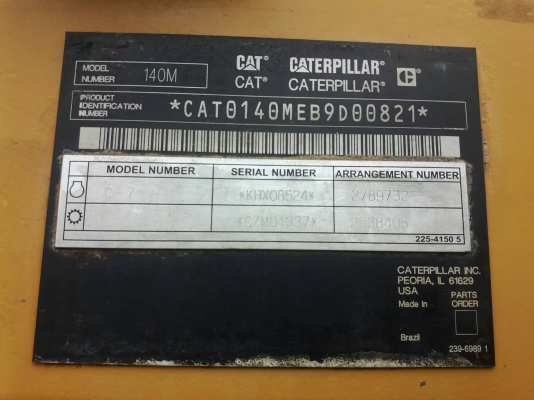 MODEL NUMBER 140M
CAT CATERPILLAR C
CAT CATERPILLAR
PRODUCT IDENTIFICATION NUMBER *CAT0140MEB9D00821*
MODEL NUMBER SERIAL NUMBER ARRANGEMENT NUMBER
C-7 *KHX08524* 2789732
225-4150 5
CATERPILLAR INC.
PEORIA, IL 61629
USA
Made In PARTS ORDER
Brazil
239-6989 1